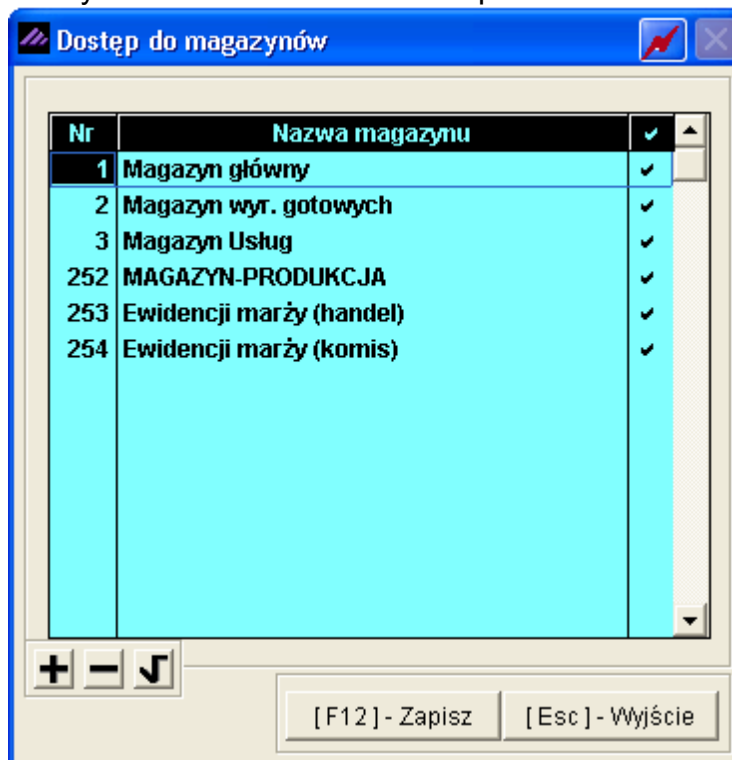 Dostęp do magazynów
Nr Nazwa magazynu
1 Magazyn główny
2 Magazyn wyr. gotowych
3 Magazyn Usług
252 MAGAZYN-PRODUKCJA
253 Ewidencji marży (handel)
254 Ewidencji marży (komis)
[F12]- Zapisz [Esc]- Wyjście